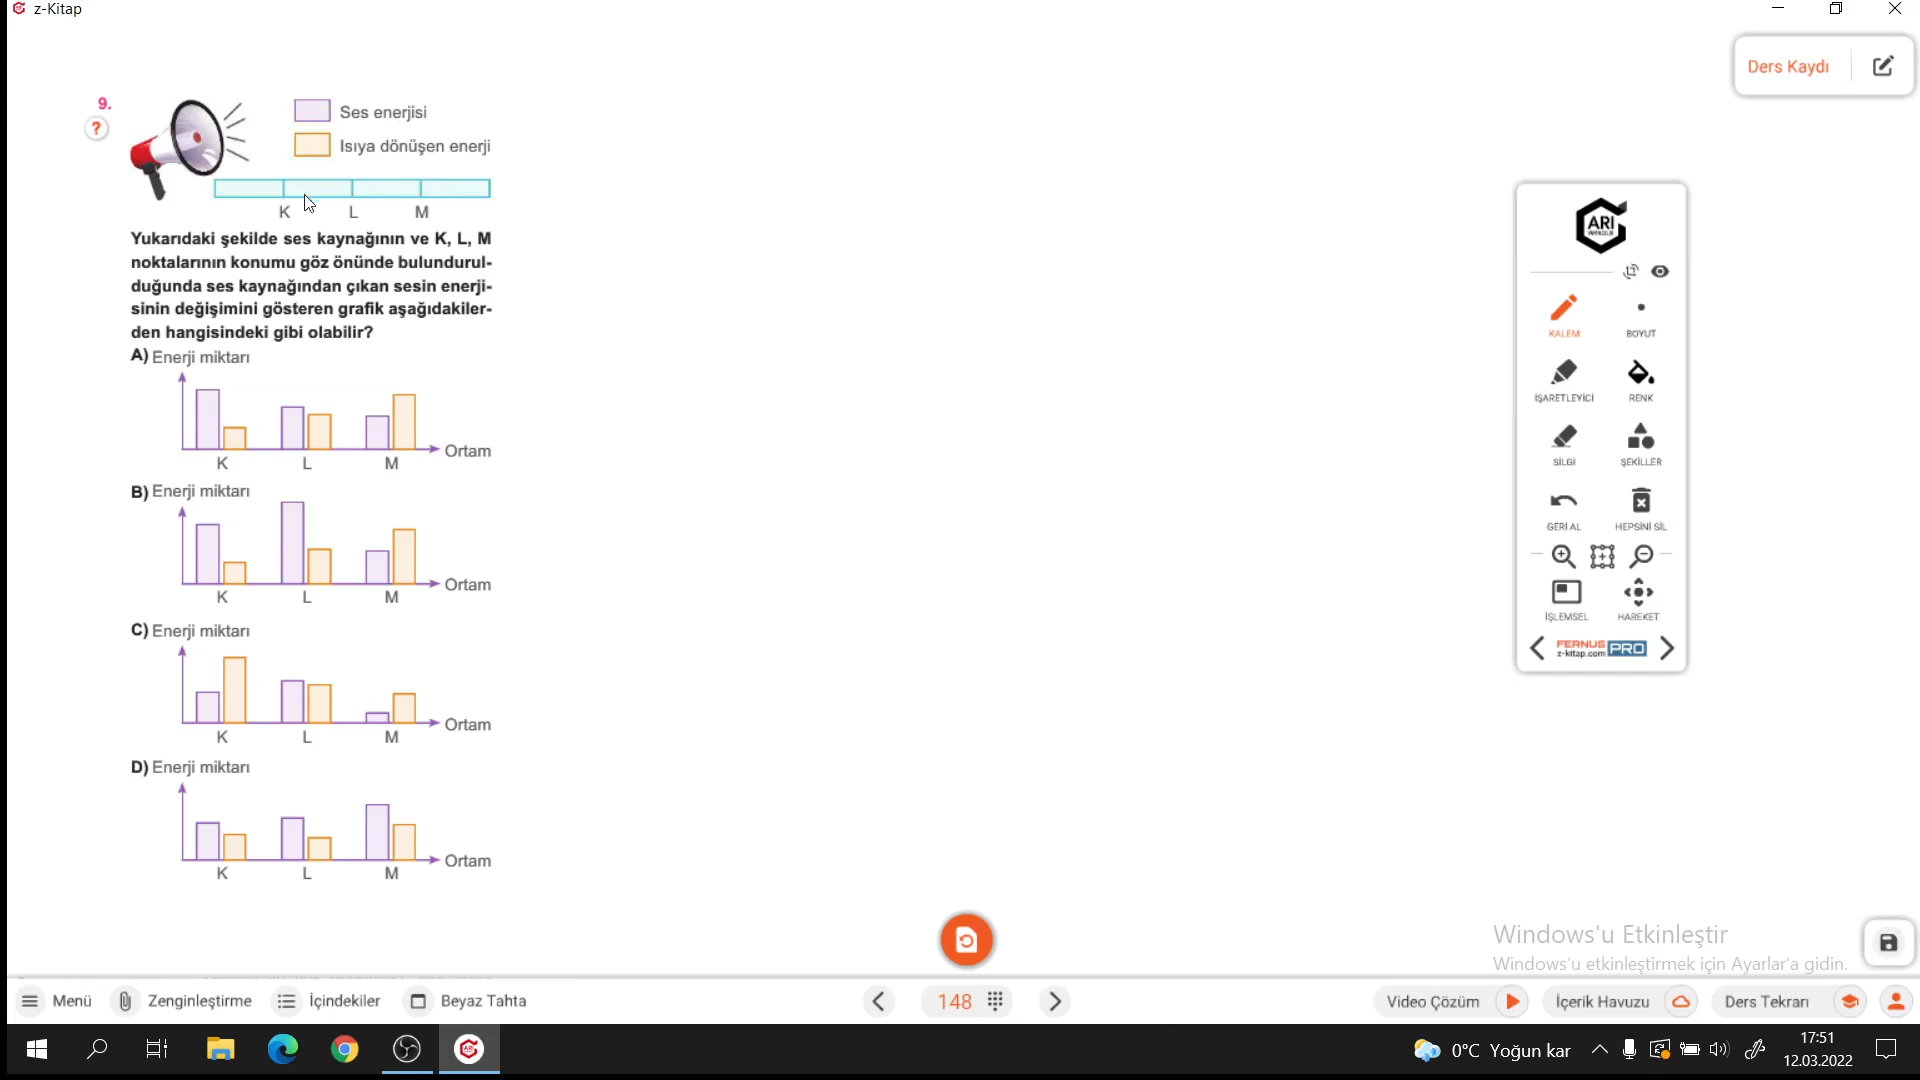 z-Kitap
Ders Kaydı
9.
?
Ses enerjisi
Isıya dönüşen enerji
K L M
Yukarıdaki şekilde ses kaynağının ve K, L, M
noktalarının konumu göz önünde bulundurul-
duğunda ses kaynağından çıkan sesin enerji-
sinin değişimini gösteren grafik aşağıdakiler-
den hangisindeki gibi olabilir?
A) Enerji miktarı
Ortam
K L M
B) Enerji miktarı
Ortam
K L M
C) Enerji miktarı
Ortam
K L M
D) Enerji miktarı
Ortam
K L M
ARI
KALEM BOYUT
İŞARETLEYİCİ RENK
SİLGİ ŞEKİLLER
GERİ AL HEPSİNİ SİL
İŞLEMSEL HAREKET
FERNUS
z-kitap.com PRO
Windows'u Etkinleştir
Windows'u etkinleştirmek için Ayarlar'a gidin.
Menü Zenginleştirme İçindekiler Beyaz Tahta 148 Video Çözüm İçerik Havuzu Ders Tekrarı
0°C Yoğun kar 17:51
12.03.2022